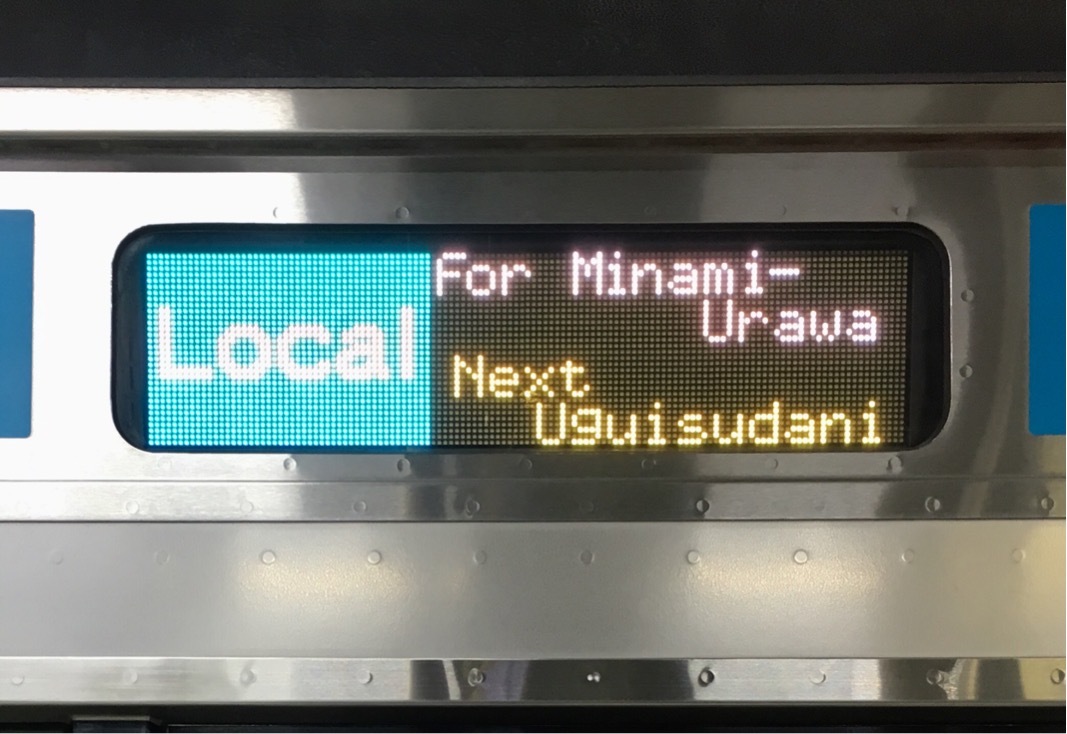 Local
For Minami-
Urawa
Next
Uguisudani